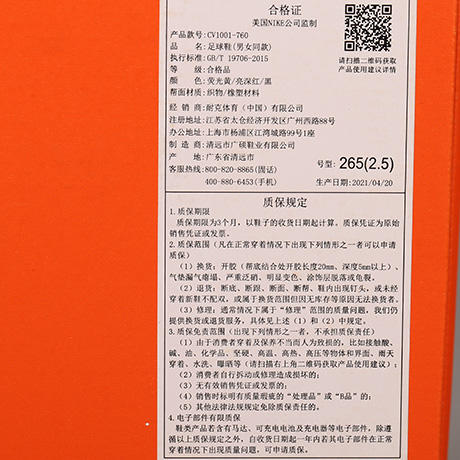 合格证
美国NIKE公司监制
产品款号:CV1001-760
品名:足球鞋(男女同款)
执行标准:GB/T 19706-2015
等级:合格品
颜色:荧光黄/亮深红/黑
帮面材质:织物/橡塑材料
请扫描二维码获取
产品使用建议详情
经销商:耐克体育（中国）有限公司
注册地址:江苏省太仓经济开发区广州西路88号
办公地址:上海市杨浦区江湾城路99号1座
制造商:清远市广硕鞋业有限公司
产地:广东省清远市
客服热线:800-820-8865(固话)
400-880-6453(手机)
号型:265(2.5)
生产日期:2021/04/20
质保规定
1.质保期限
质保期限为3个月，以鞋子的收货日期起计算。质保凭证为原始
销售凭证或发票。
2.质保范围（凡在正常穿着情况下出现下列情形之一者可以申请
质保）
（1）换货：开胶（帮底结合处开胶长度20mm、深度5mm以上）、
气垫漏气瘪塌、严重泛硝、明显变色、涂饰层脱落或龟裂。
（2）退货：断底、断跟、断面、断帮、鞋内出现钉头，或未经
穿着新鞋不配双，或属于换货范围但因无库存等原因无法换货者。
（3）修理：通常情况下属于“修理”范围的质量问题，我们仍
提供换货或退货服务，具体见上述（1）和（2）中规定。
3.质保免责范围（出现下列情形之一者，不承担质保责任）
（1）由于消费者穿着及保养不当而人为致损的，比如接触酸、
碱、油、化学品、坚硬、高温、高热、高压等物体和界面、雨天
穿着、水洗、曝晒等（请扫描右上角二维码获取产品使用建议）；
（2）消费者自行拆动或修理造成损坏的；
（3）无有效销售凭证或发票的；
（4）销售时标明有质量瑕疵的“处理品”或“B品”的；
（5）其他法律法规规定免除质保责任的。
4.电子部件有限质保
鞋类产品若含有马达、可充电电池及充电器等电子部件，除遵
循以上质保规定之外，自收货日期起一年内若其电子部件在正常
穿着情况下出现质量问题，可申请质保。